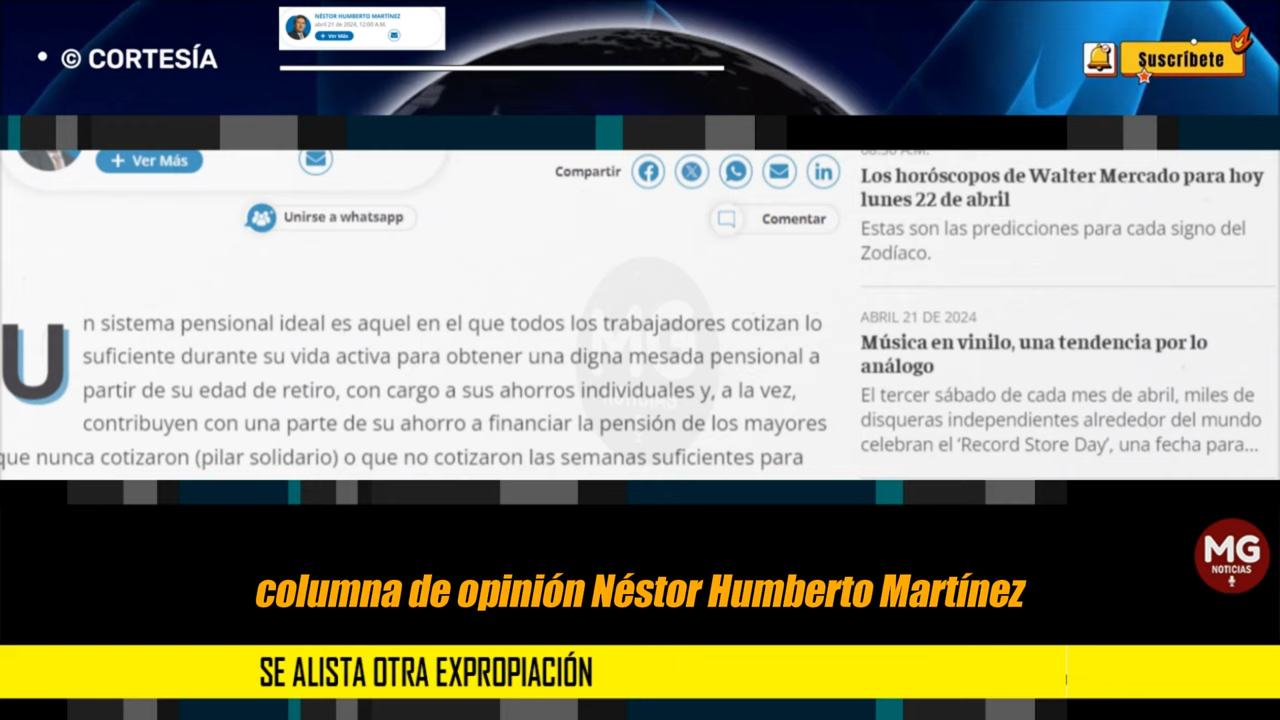 NÉSTOR HUMBERTO MARTÍNEZ
abril 21 de 2024, 12:00 A.M.
+ Ver Más
• © CORTESÍA
Suscríbete
+ Ver Más
Compartir
Unirse a whatsapp
Comentar
Un sistema pensional ideal es aquel en el que todos los trabajadores cotizan lo
suficiente durante su vida activa para obtener una digna mesada pensional a
partir de su edad de retiro, con cargo a sus ahorros individuales y, a la vez,
contribuyen con una parte de su ahorro a financiar la pensión de los mayores
que nunca cotizaron (pilar solidario) o que no cotizaron las semanas suficientes para
Los horóscopos de Walter Mercado para hoy
lunes 22 de abril
Estas son las predicciones para cada signo del
Zodíaco.
ABRIL 21 DE 2024
Música en vinilo, una tendencia por lo
análogo
El tercer sábado de cada mes de abril, miles de
disqueras independientes alrededor del mundo
celebran el ‘Record Store Day’, una fecha para...
MG
NOTICIAS
columna de opinión Néstor Humberto Martínez
SE ALISTA OTRA EXPROPIACIÓN